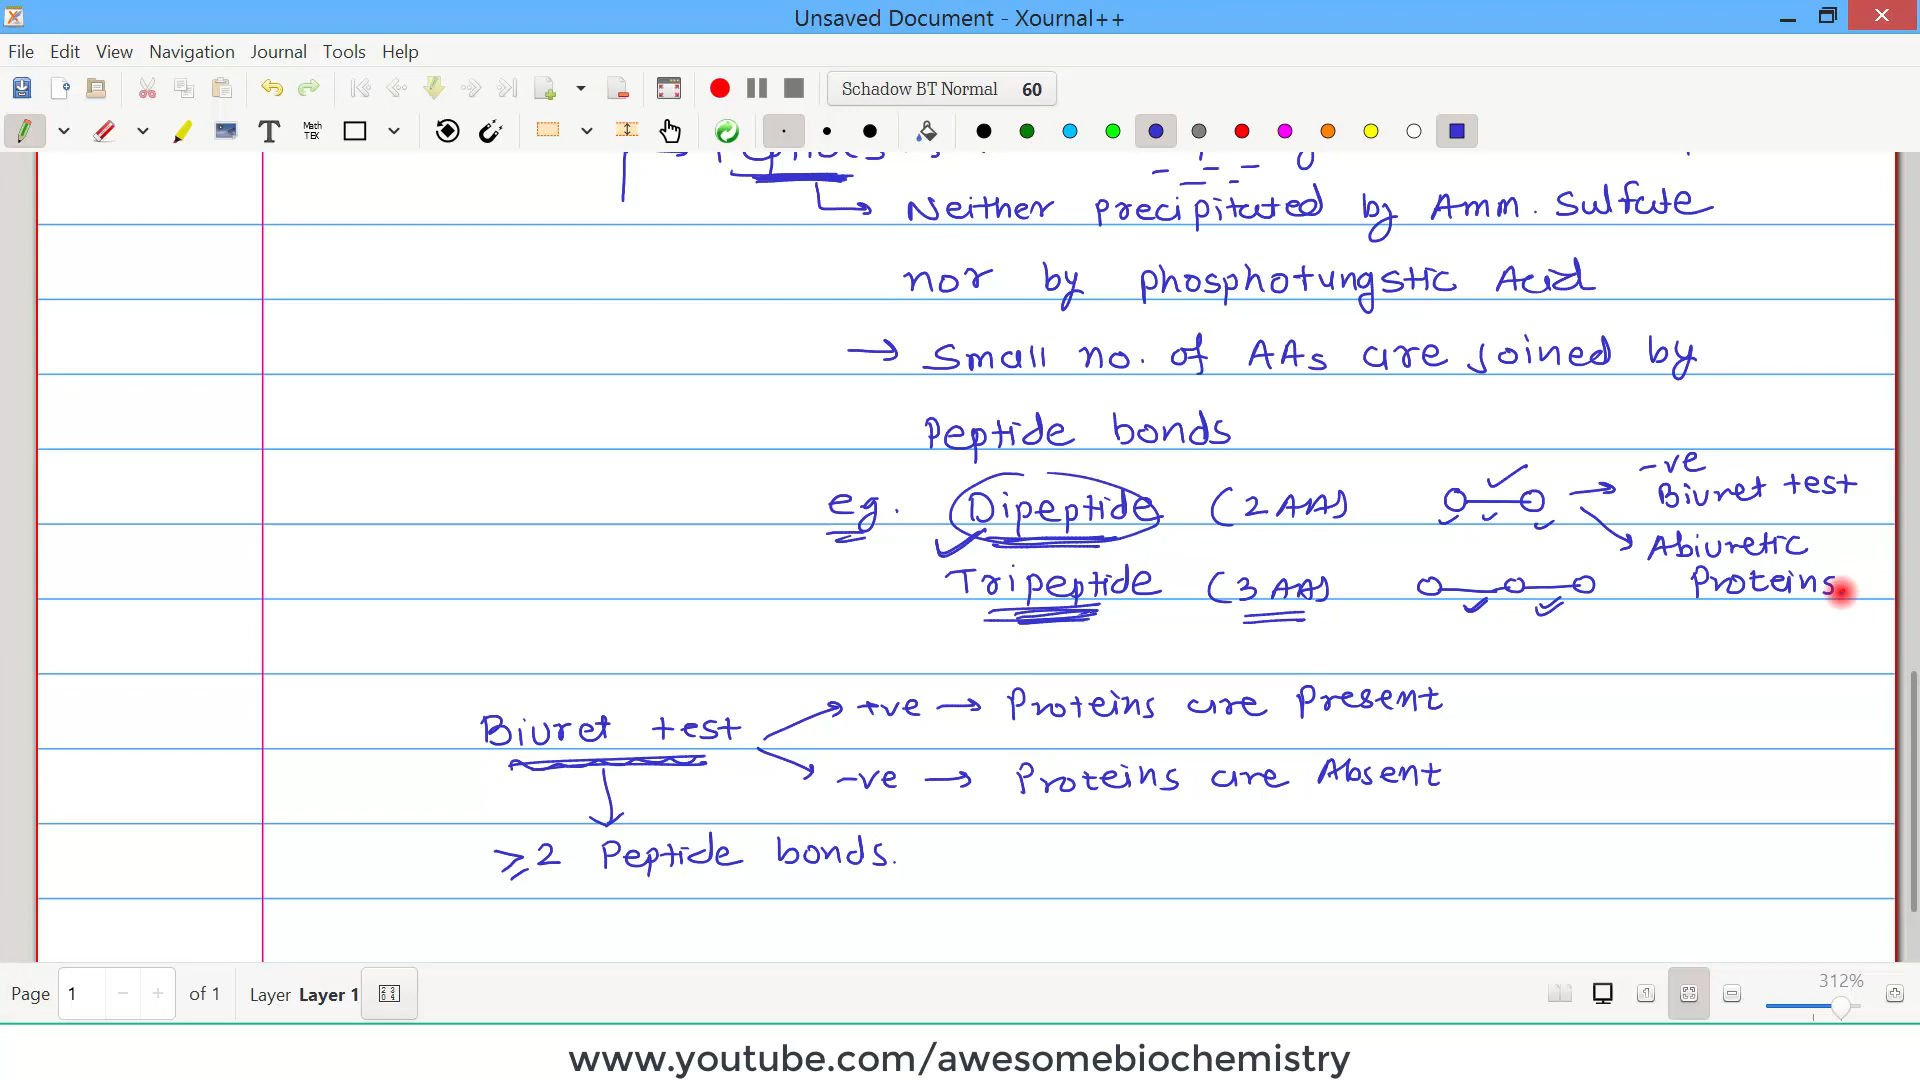 Unsaved Document - Xournal++
File Edit View Navigation Journal Tools Help
Schadow BT Normal 60
→ Peptides
Neither precipitated by Amm. Sulfate
nor by phosphotungstic Acid
→ Small no. of AAs are joined by
Peptide bonds
-ve
eg. Dipeptide (2 AA) → Biuret test
Abiuretic
Tripeptide (3 AA) Proteins
Biuret test +ve → Proteins are Present
-ve → Proteins are Absent
≥2 Peptide bonds.
Page 1 of 1 Layer Layer 1 312%
www.youtube.com/awesomebiochemistry